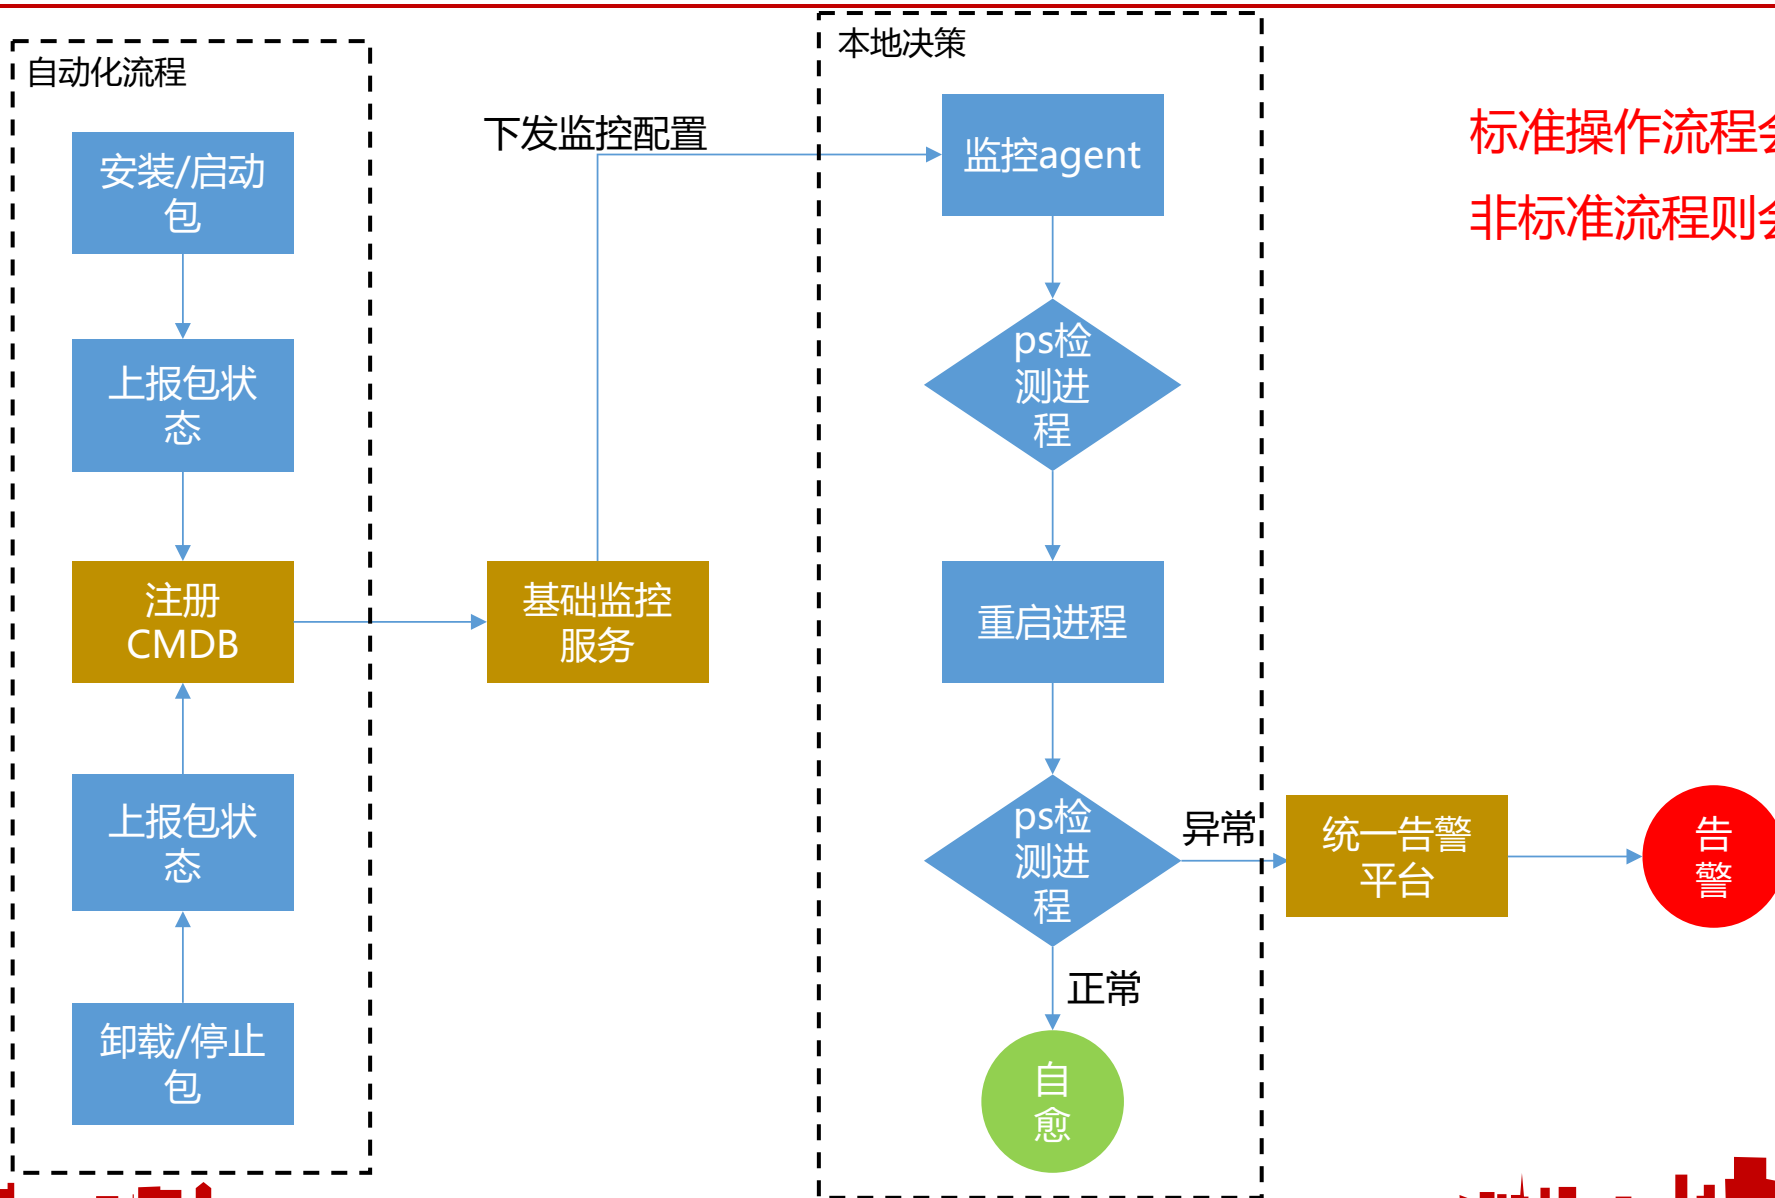 自动化流程
安装/启动
包
上报包状
态
注册
CMDB
上报包状
态
卸载/停止
包
下发监控配置
基础监控
服务
本地决策
监控agent
ps检
测进
程
重启进程
ps检
测进
程
异常
正常
自
愈
统一告警
平台
告
警
标准操作流程会
非标准流程则会